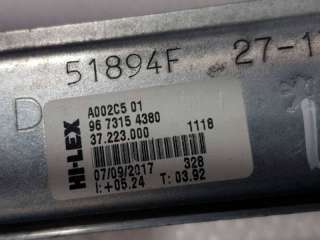 51894F 27-1
D
HI-LEX
A002C5 01
96 7315 4380
37.223.000 1118
07/09/2017 328
I:+05.24 T: 03.92